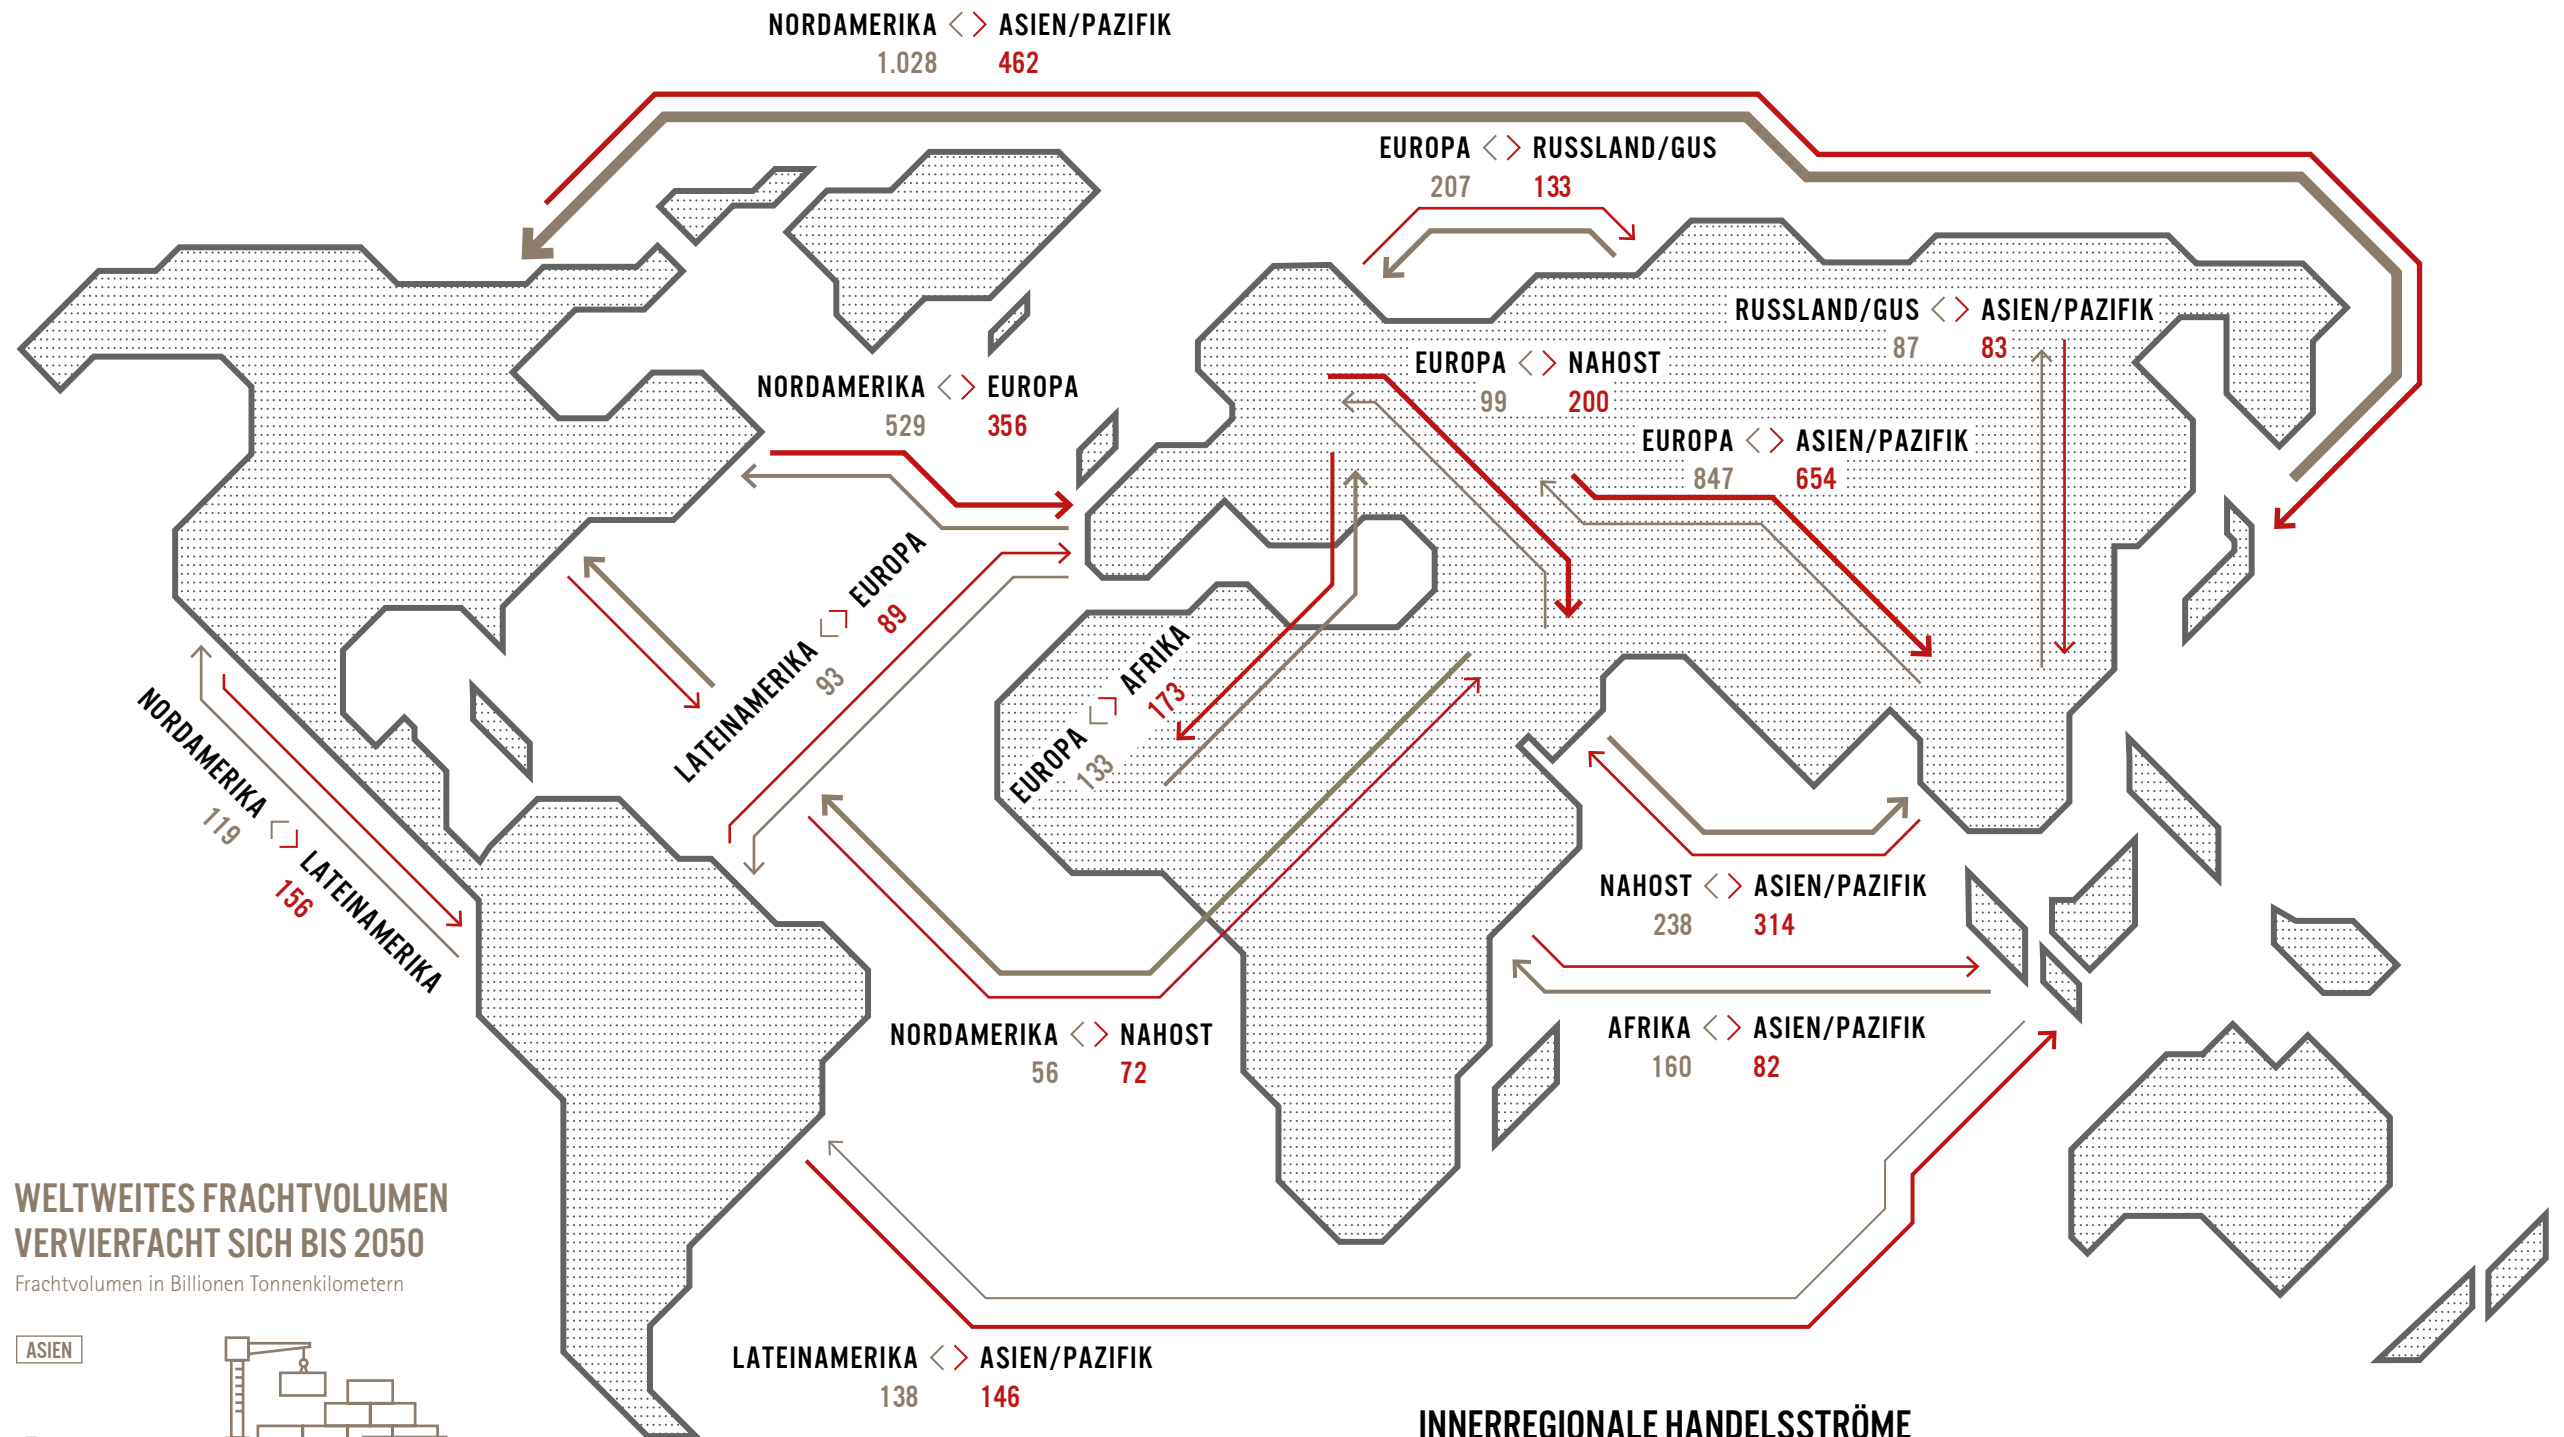 NORDAMERIKA <> ASIEN/PAZIFIK
1.028 462
EUROPA <> RUSSLAND/GUS
207 133
RUSSLAND/GUS <> ASIEN/PAZIFIK
87 83
EUROPA <> NAHOST
99 200
NORDAMERIKA <> EUROPA
529 356
EUROPA <> ASIEN/PAZIFIK
847 654
LATEINAMERIKA <> EUROPA
93 89
EUROPA <> AFRIKA
133 173
NORDAMERIKA <> LATEINAMERIKA
119 156
NAHOST <> ASIEN/PAZIFIK
238 314
NORDAMERIKA <> NAHOST
56 72
AFRIKA <> ASIEN/PAZIFIK
160 82
WELTWEITES FRACHTVOLUMEN
VERVIERFACHT SICH BIS 2050
Frachtvolumen in Billionen Tonnenkilometern
ASIEN
LATEINAMERIKA <> ASIEN/PAZIFIK
138 146
INNERREGIONALE HANDELSSTRÖME